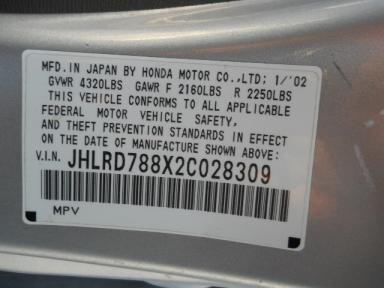 MFD.IN JAPAN BY HONDA MOTOR CO.,LTD; 1/'02
GVWR 4320LBS GAWR F 2160LBS R 2250LBS
THIS VEHICLE CONFORMS TO ALL APPLICABLE
FEDERAL MOTOR VEHICLE SAFETY,
AND THEFT PREVENTION STANDARDS IN EFFECT
ON THE DATE OF MANUFACTURE SHOWN ABOVE:
V.I.N. JHLRD788X2C028309
MPV